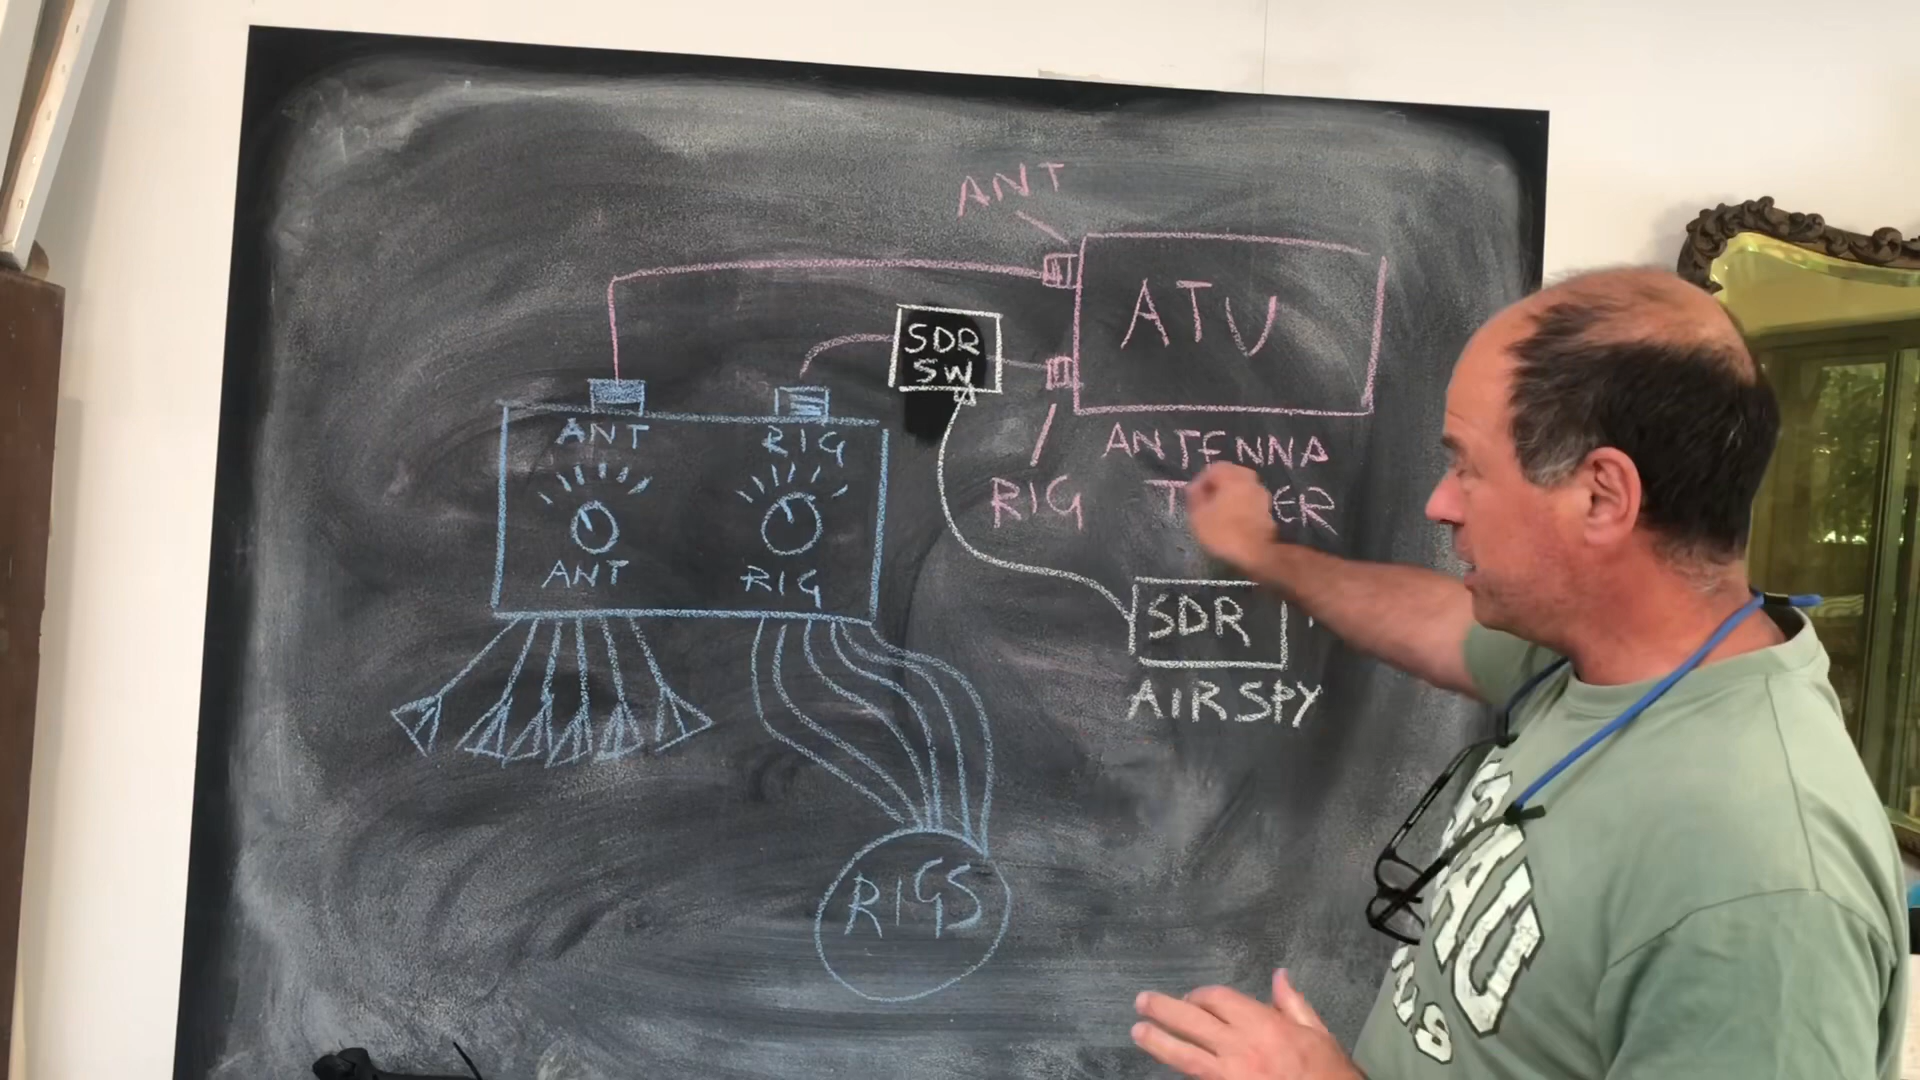 ANT
ATU
SDR
SW
ANT
RIG
ANTENNA
RIG
ANT
RIG
SDR
AIRSPY
RIGS